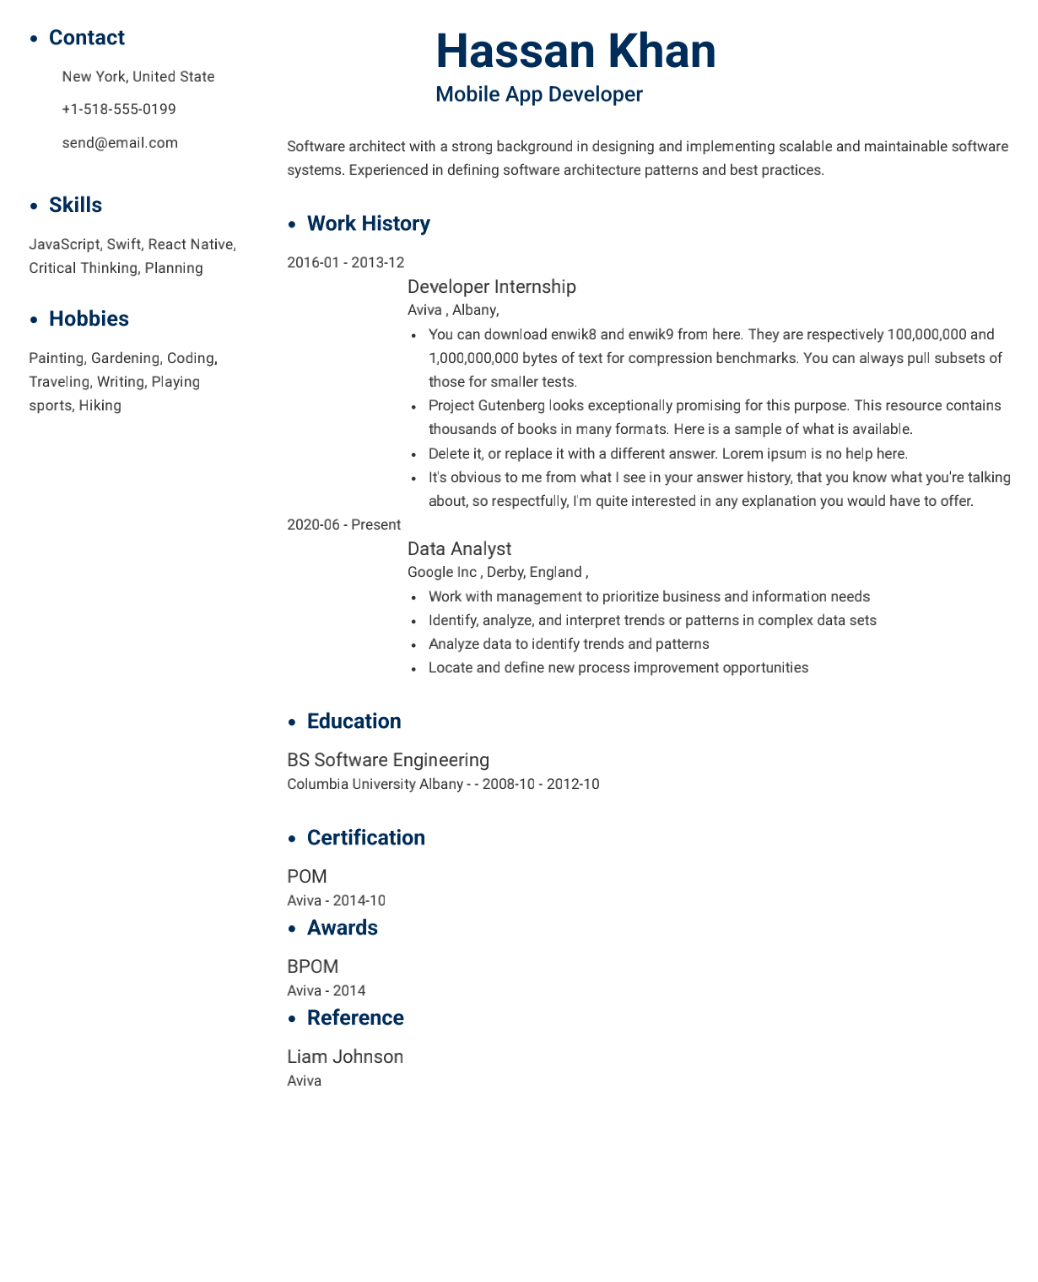 • Contact
New York, United State
+1-518-555-0199
send@email.com
• Skills
JavaScript, Swift, React Native,
Critical Thinking, Planning
• Hobbies
Painting, Gardening, Coding,
Traveling, Writing, Playing
sports, Hiking
Hassan Khan
Mobile App Developer
Software architect with a strong background in designing and implementing scalable and maintainable software
systems. Experienced in defining software architecture patterns and best practices.
• Work History
2016-01 - 2013-12
Developer Internship
Aviva , Albany,
• You can download enwik8 and enwik9 from here. They are respectively 100,000,000 and
1,000,000,000 bytes of text for compression benchmarks. You can always pull subsets of
those for smaller tests.
• Project Gutenberg looks exceptionally promising for this purpose. This resource contains
thousands of books in many formats. Here is a sample of what is available.
• Delete it, or replace it with a different answer. Lorem ipsum is no help here.
• It's obvious to me from what I see in your answer history, that you know what you're talking
about, so respectfully, I'm quite interested in any explanation you would have to offer.
2020-06 - Present
Data Analyst
Google Inc , Derby, England ,
• Work with management to prioritize business and information needs
• Identify, analyze, and interpret trends or patterns in complex data sets
• Analyze data to identify trends and patterns
• Locate and define new process improvement opportunities
• Education
BS Software Engineering
Columbia University Albany - - 2008-10 - 2012-10
• Certification
POM
Aviva - 2014-10
• Awards
BPOM
Aviva - 2014
• Reference
Liam Johnson
Aviva